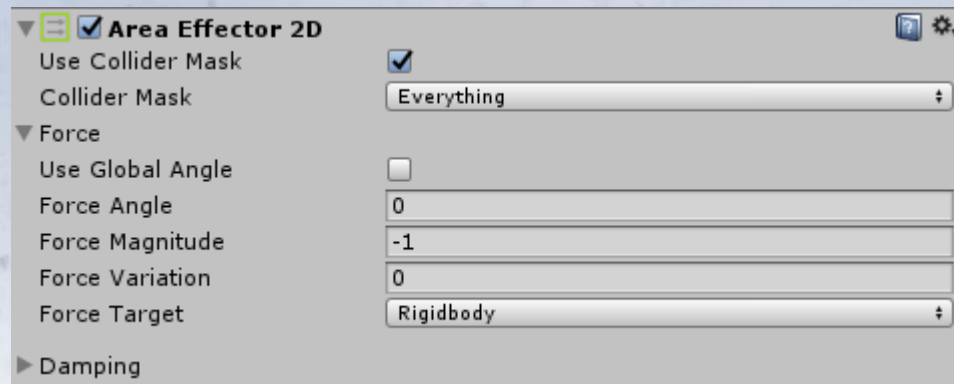 Area Effector 2D
Use Collider Mask
Collider Mask Everything
Force
Use Global Angle
Force Angle 0
Force Magnitude -1
Force Variation 0
Force Target Rigidbody
Damping